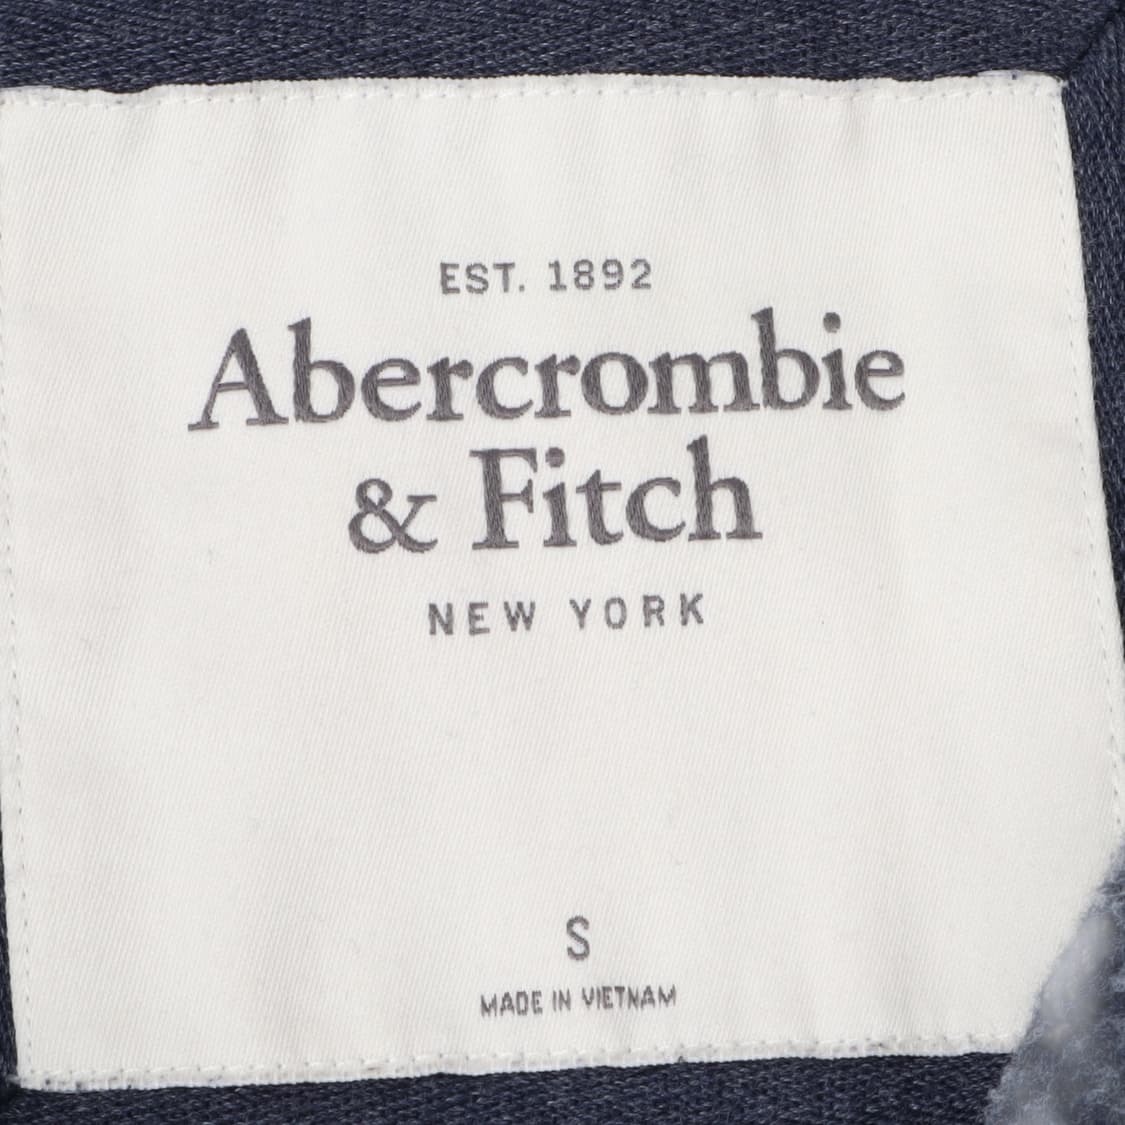 EST. 1892
Abercrombie
& Fitch
NEW YORK
S
MADE IN VIETNAM